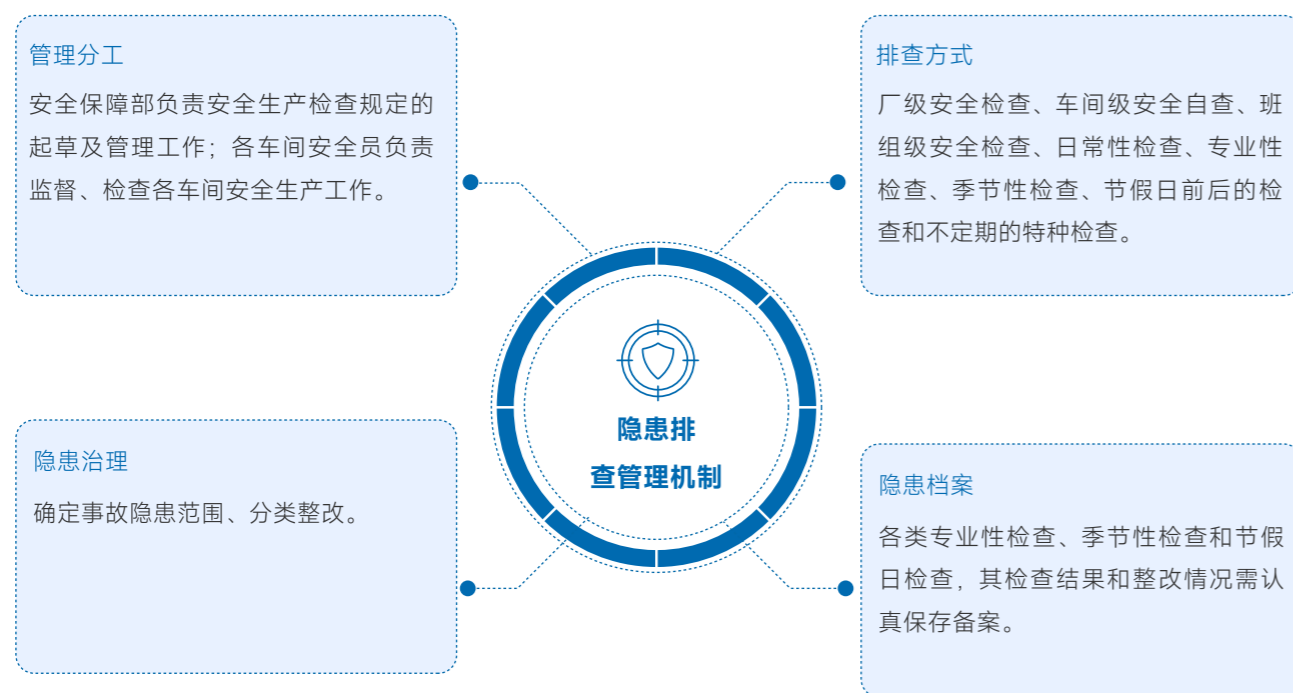 管理分工
安全保障部负责安全生产检查规定的
起草及管理工作；各车间安全员负责
监督、检查各车间安全生产工作。
排查方式
厂级安全检查、车间级安全自查、班
组级安全检查、日常性检查、专业性
检查、季节性检查、节假日前后的检
查和不定期的特种检查。
隐患排
查管理机制
隐患治理
确定事故隐患范围、分类整改。
隐患档案
各类专业性检查、季节性检查和节假
日检查，其检查结果和整改情况需认
真保存备案。